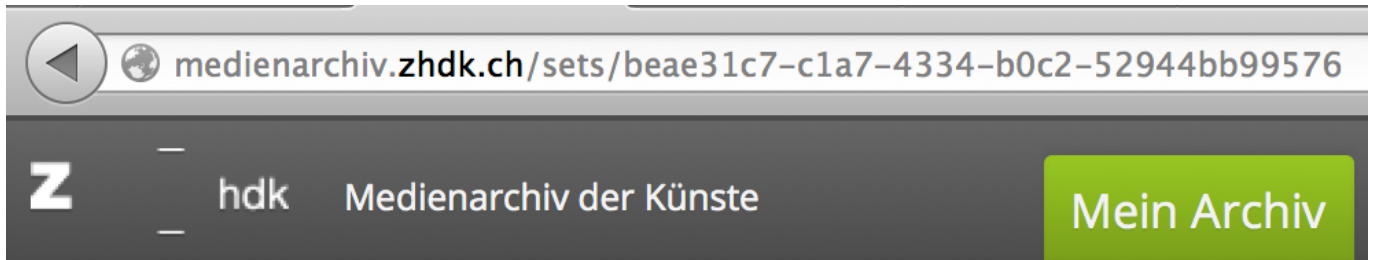 medienarchiv.zhdk.ch/sets/beae31c7-c1a7-4334-b0c2-52944bb99576
Z hdk Medienarchiv der Künste Mein Archiv